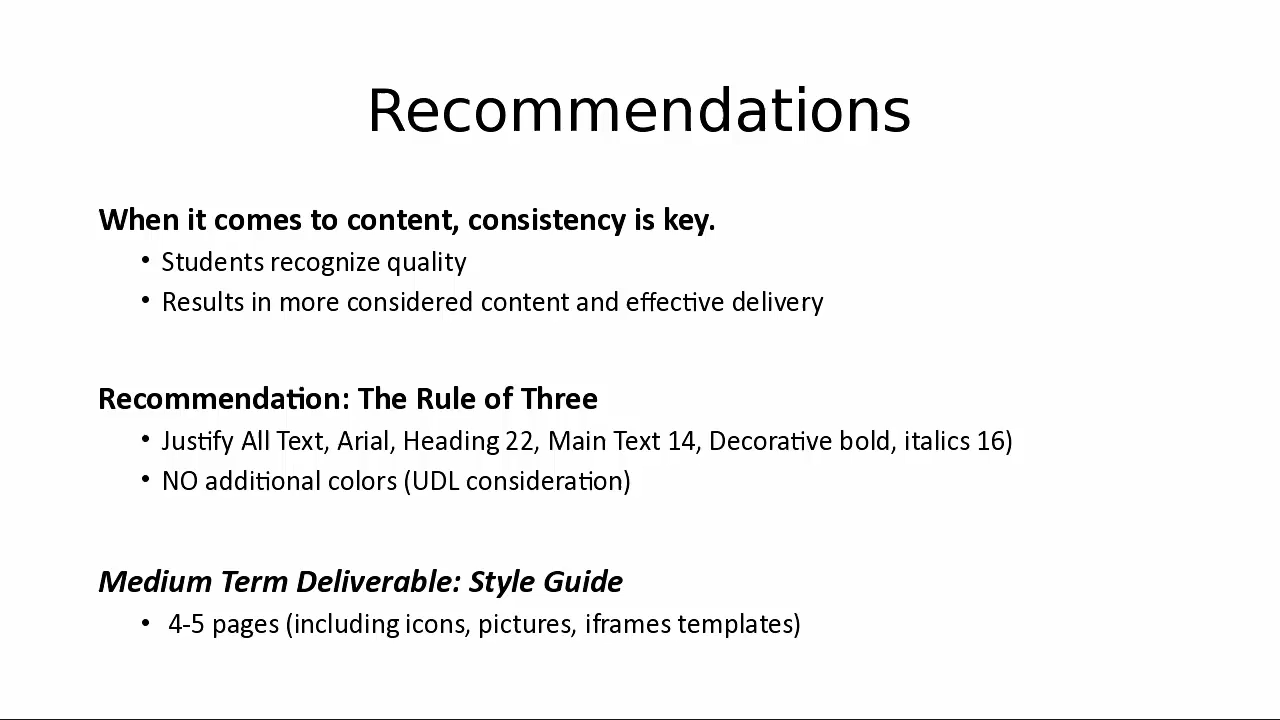 Recommendations
When it comes to content, consistency is key.
• Students recognize quality
• Results in more considered content and effective delivery
Recommendation: The Rule of Three
• Justify All Text, Arial, Heading 22, Main Text 14, Decorative bold, italics 16)
• NO additional colors (UDL consideration)
Medium Term Deliverable: Style Guide
• 4-5 pages (including icons, pictures, iframes templates)